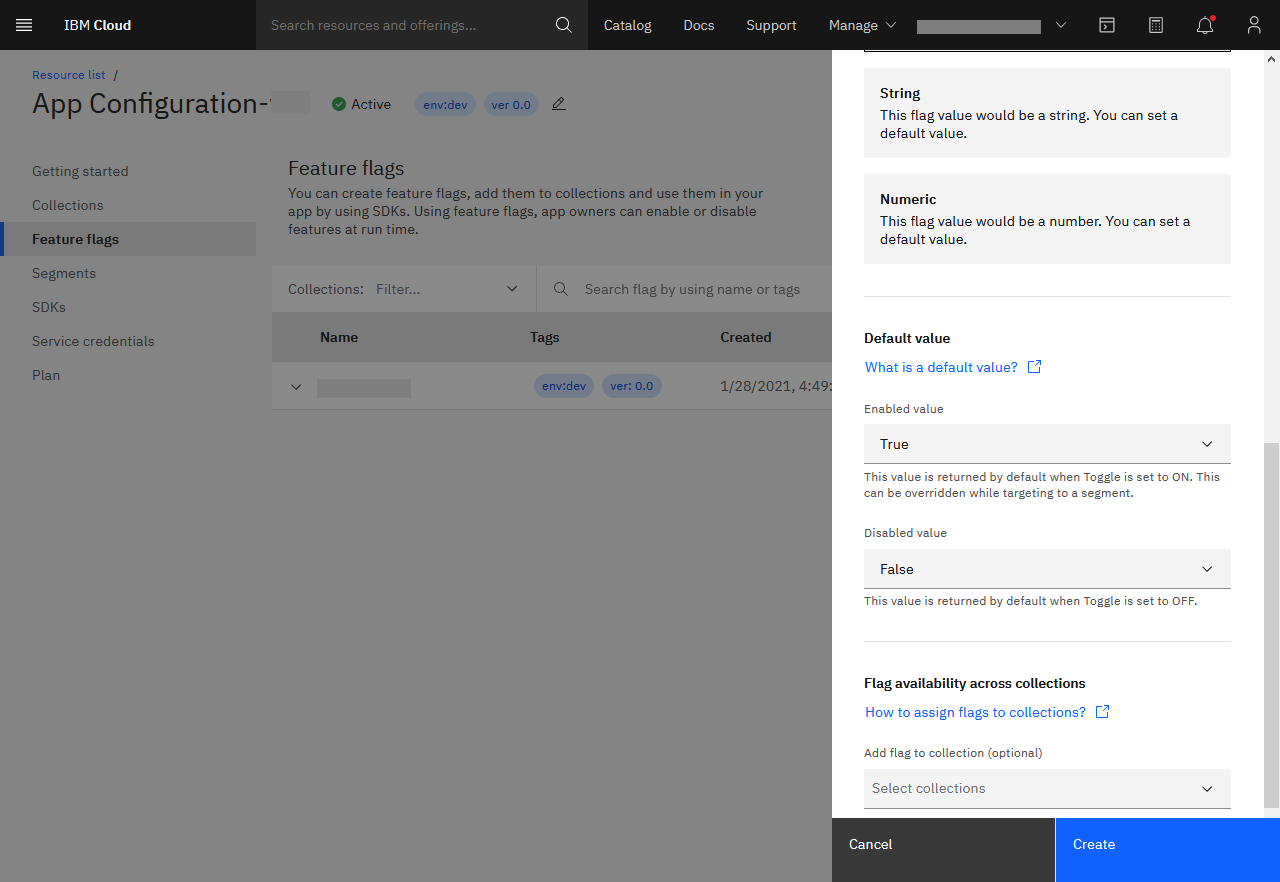 IBM Cloud
Search resources and offerings...
Catalog
Docs
Support
Manage
Resource list /
App Configuration-
Active
env:dev
ver 0.0
Getting started
Collections
Feature flags
Segments
SDKs
Service credentials
Plan
Feature flags
You can create feature flags, add them to collections and use them in your
app by using SDKs. Using feature flags, app owners can enable or disable
features at run time.
Collections: Filter...
Search flag by using name or tags
Name
Tags
Created
env:dev
ver: 0.0
1/28/2021, 4:49:
String
This flag value would be a string. You can set a
default value.
Numeric
This flag value would be a number. You can set a
default value.
Default value
What is a default value?
Enabled value
True
This value is returned by default when Toggle is set to ON. This
can be overridden while targeting to a segment.
Disabled value
False
This value is returned by default when Toggle is set to OFF.
Flag availability across collections
How to assign flags to collections?
Add flag to collection (optional)
Select collections
Cancel
Create